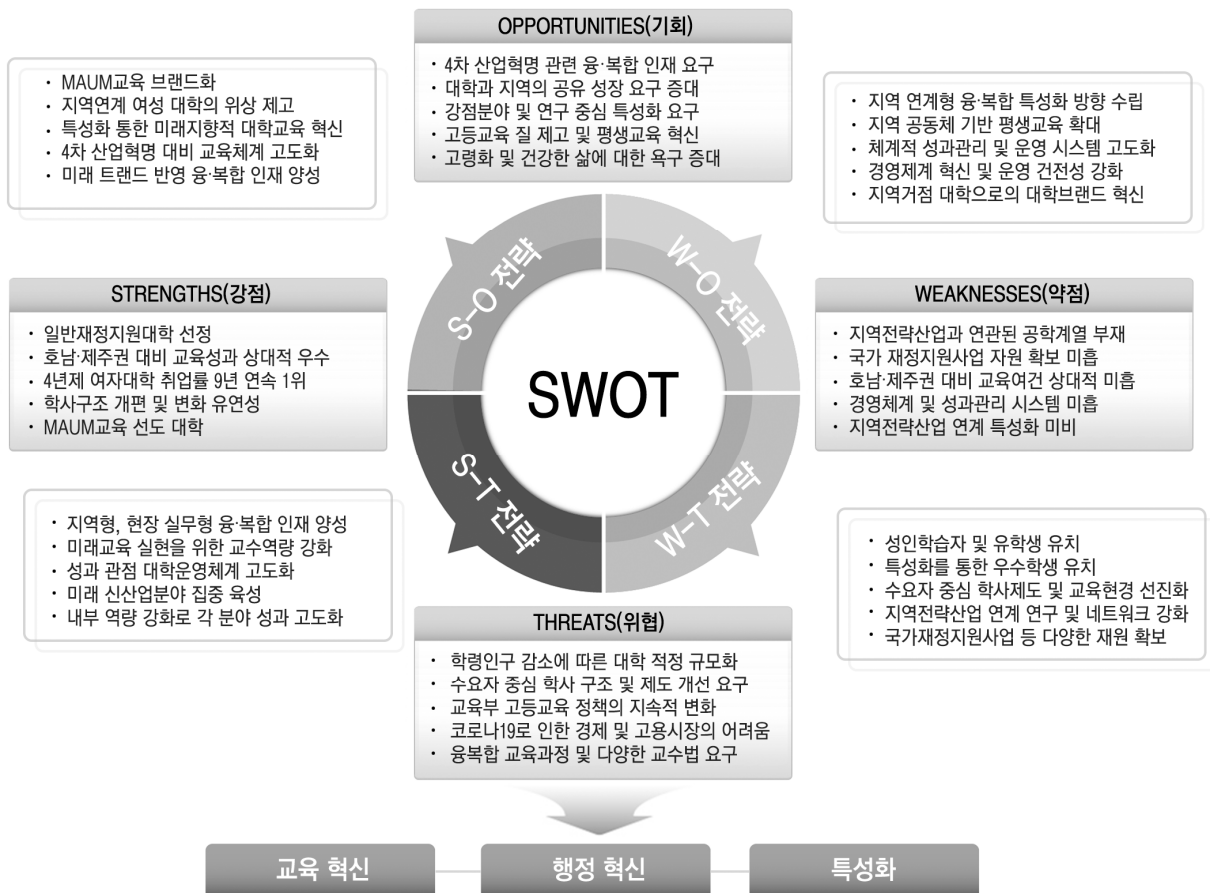 OPPORTUNITIES(기회)
· 4차 산업혁명 관련 융·복합 인재 요구
· 대학과 지역의 공유 성장 요구 증대
· 강점분야 및 연구 중심 특성화 요구
· 고등교육 질 제고 및 평생교육 혁신
· 고령화 및 건강한 삶에 대한 욕구 증대
· MAUM교육 브랜드화
· 지역연계 여성 대학의 위상 제고
· 특성화 통한 미래지향적 대학교육 혁신
· 4차 산업혁명 대비 교육체계 고도화
· 미래 트랜드 반영 융·복합 인재 양성
· 지역 연계형 융·복합 특성화 방향 수립
· 지역 공동체 기반 평생교육 확대
· 체계적 성과관리 및 운영 시스템 고도화
· 경영제계 혁신 및 운영 건전성 강화
· 지역거점 대학으로의 대학브랜드 혁신
S-O 전략
W-O 전략
STRENGTHS(강점)
· 일반재정지원대학 선정
· 호남·제주권 대비 교육성과 상대적 우수
· 4년제 여자대학 취업률 9년 연속 1위
· 학사구조 개편 및 변화 유연성
· MAUM교육 선도 대학
SWOT
WEAKNESSES(약점)
· 지역전략산업과 연관된 공학계열 부재
· 국가 재정지원사업 자원 확보 미흡
· 호남·제주권 대비 교육여건 상대적 미흡
· 경영체계 및 성과관리 시스템 미흡
· 지역전략산업 연계 특성화 미비
S-T 전략
W-T 전략
· 지역형, 현장 실무형 융·복합 인재 양성
· 미래교육 실현을 위한 교수역량 강화
· 성과 관점 대학운영체계 고도화
· 미래 신산업분야 집중 육성
· 내부 역량 강화로 각 분야 성과 고도화
· 성인학습자 및 유학생 유치
· 특성화를 통한 우수학생 유치
· 수요자 중심 학사제도 및 교육현경 선진화
· 지역전략산업 연계 연구 및 네트워크 강화
· 국가재정지원사업 등 다양한 재원 확보
THREATS(위협)
· 학령인구 감소에 따른 대학 적정 규모화
· 수요자 중심 학사 구조 및 제도 개선 요구
· 교육부 고등교육 정책의 지속적 변화
· 코로나19로 인한 경제 및 고용시장의 어려움
· 융복합 교육과정 및 다양한 교수법 요구
교육 혁신
행정 혁신
특성화